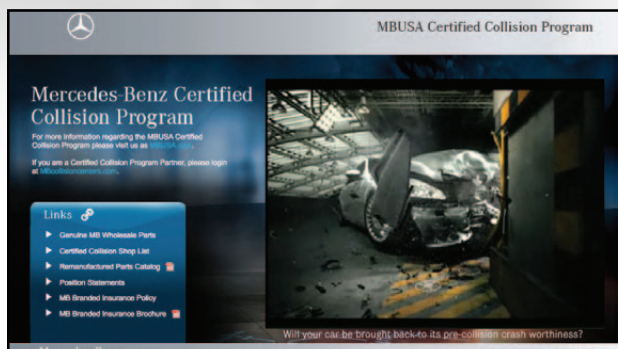 MBUSA Certified Collision Program
Mercedes-Benz Certified
Collision Program
For more information regarding the MBUSA Certified
Collision Program please visit us as MBUSA
If you are a Certified Collision Program Partner, please login
at MBcollisioncenters.com.
Links
Genuine MB Wholesale Parts
Certified Collision Shop List
Remanufactured Parts Catalog
Position Statements
MB Branded Insurance Policy
MB Branded Insurance Brochure
Will your car be brought back to its pre-collision crash worthiness?